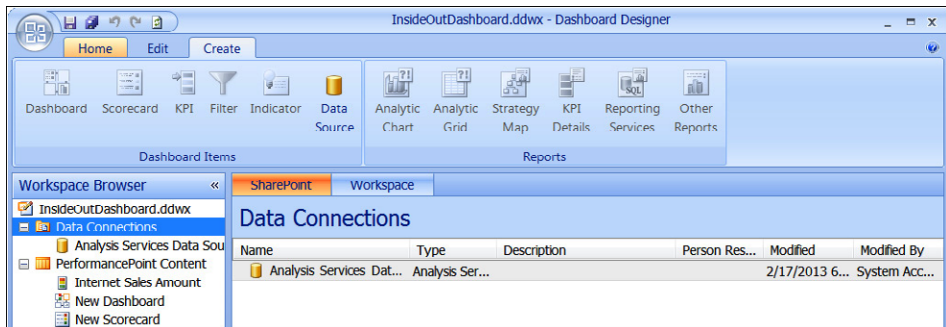 InsideOutDashboard.ddwx - Dashboard Designer
Home Edit Create
Dashboard Scorecard KPI Filter Indicator Data Source Analytic Chart Analytic Grid Strategy Map KPI Details Reporting Services Other Reports
Dashboard Items Reports
Workspace Browser «
SharePoint Workspace
InsideOutDashboard.ddwx
Data Connections
Analysis Services Data Sou
PerformancePoint Content
Internet Sales Amount
New Dashboard
New Scorecard
Data Connections
Name Type Description Person Res... Modified Modified By
Analysis Services Dat... Analysis Ser... 2/17/2013 6... System Acc...